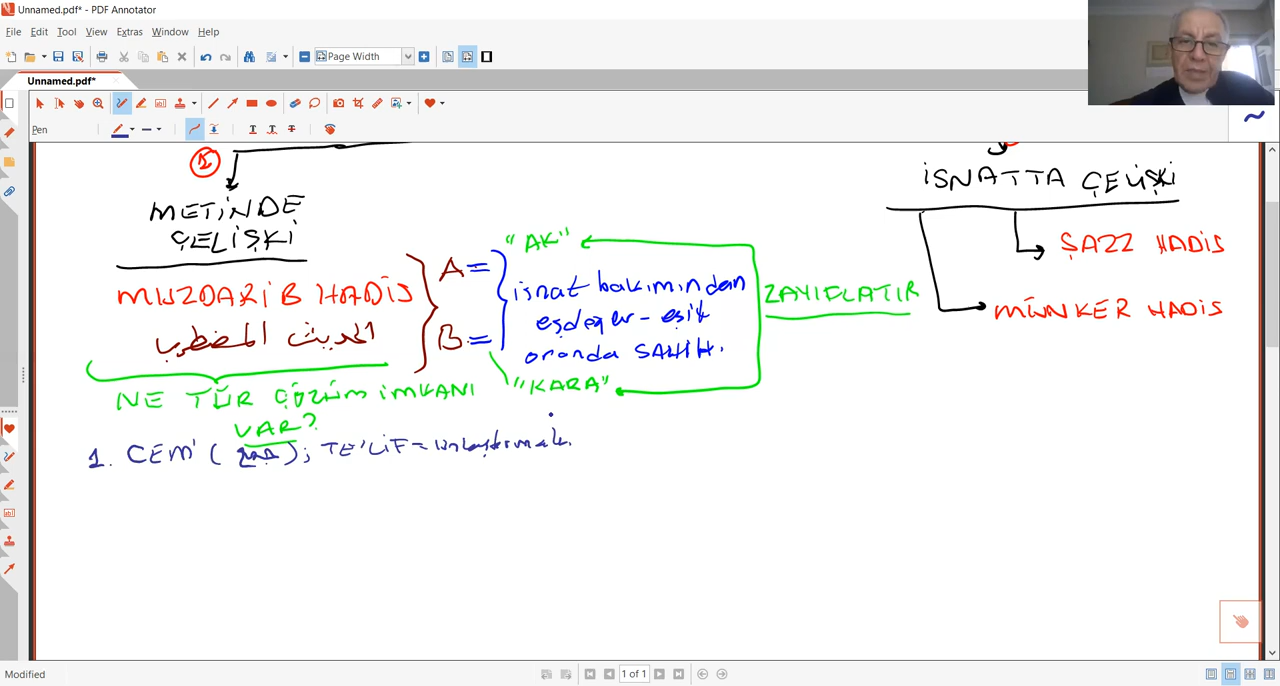 Unnamed.pdf* - PDF Annotator
File Edit Tool View Extras Window Help
Page Width
Unnamed.pdf*
Pen
1
METİNDE
ÇELİŞKİ
MUZDARİB HADİS
الحديث المضطرب
NE TÜR ÇÖZÜM İMKANI
VAR?
1. CEM' ( جمع ); TE'LİF = uzlaştırmak.
A =
B =
"AK"
isnat bakımından
eşdeğer - eşit
oranda SAHİH.
"KARA"
ZAYIFLATIR
İSNATTA ÇELİŞKİ
ŞAZZ HADİS
MÜNKER HADİS
1 of 1
Modified